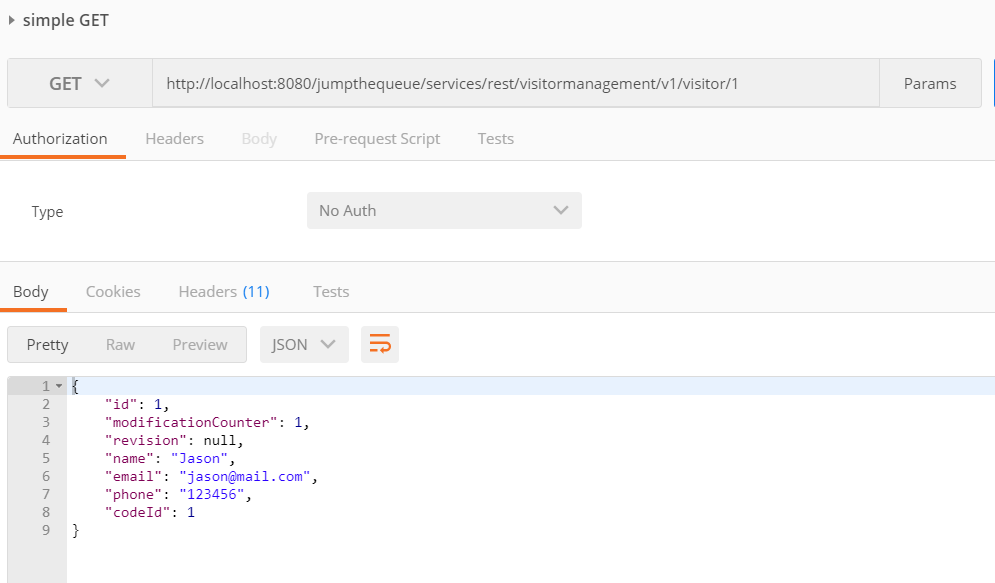 simple GET
GET http://localhost:8080/jumpthequeue/services/rest/visitormanagement/v1/visitor/1 Params
Authorization Headers Body Pre-request Script Tests
Type No Auth
Body Cookies Headers (11) Tests
Pretty Raw Preview JSON
1 {
2     "id": 1,
3     "modificationCounter": 1,
4     "revision": null,
5     "name": "Jason",
6     "email": "jason@mail.com",
7     "phone": "123456",
8     "codeId": 1
9 }